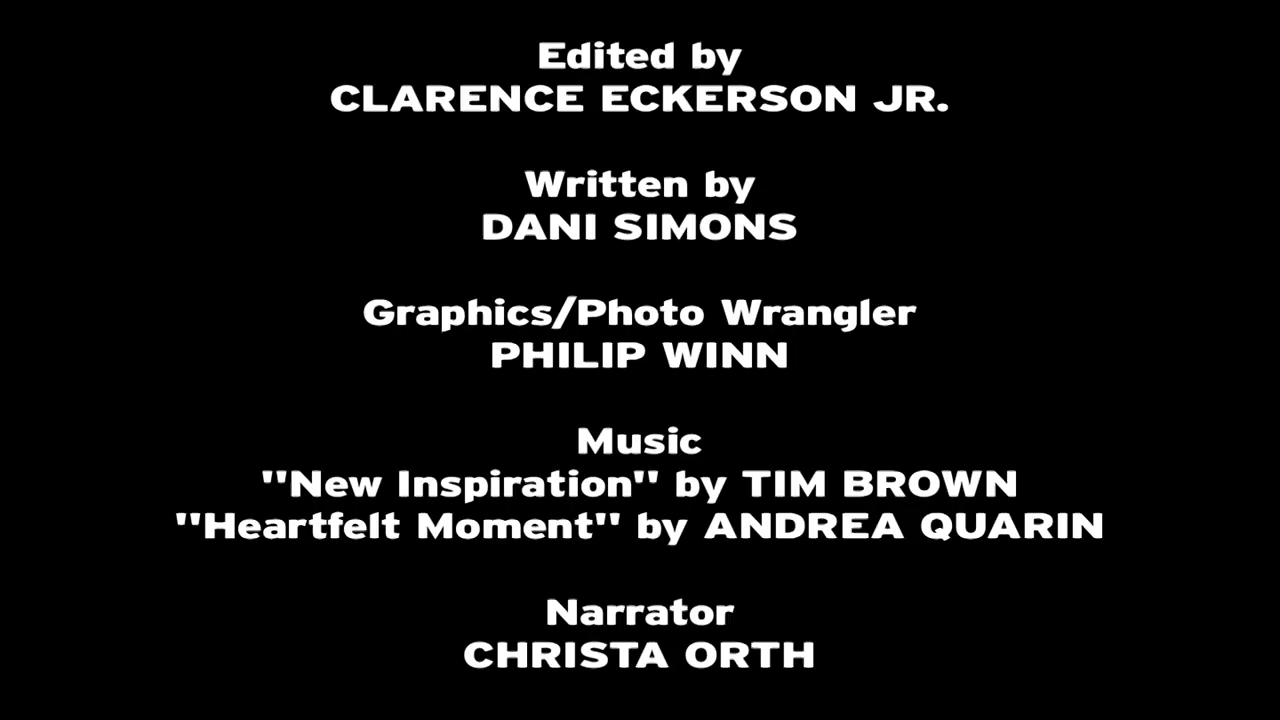 Edited by
CLARENCE ECKERSON JR.
Written by
DANI SIMONS
Graphics/Photo Wrangler
PHILIP WINN
Music
"New Inspiration" by TIM BROWN
"Heartfelt Moment" by ANDREA QUARIN
Narrator
CHRISTA ORTH